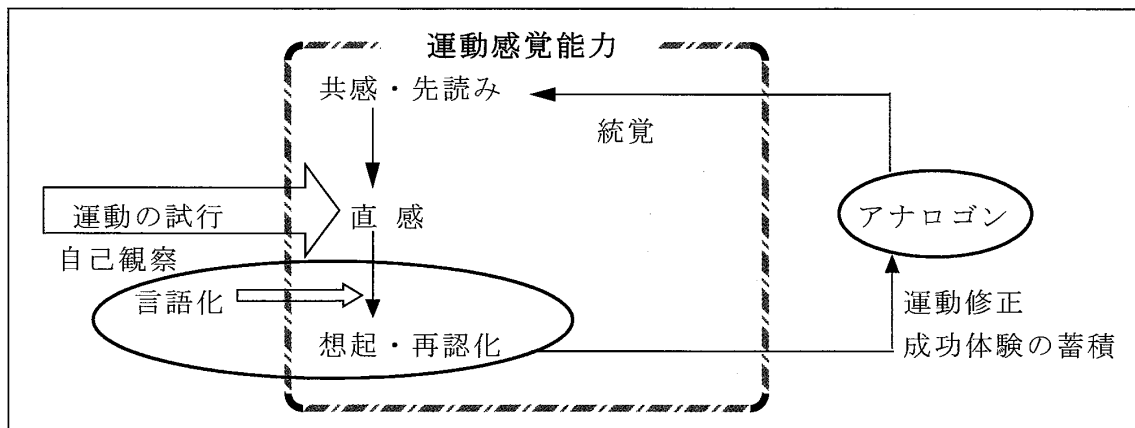 運動感覚能力
共感・先読み
統覚
運動の試行
直感
アナロゴン
自己観察
言語化
運動修正
想起・再認化
成功体験の蓄積